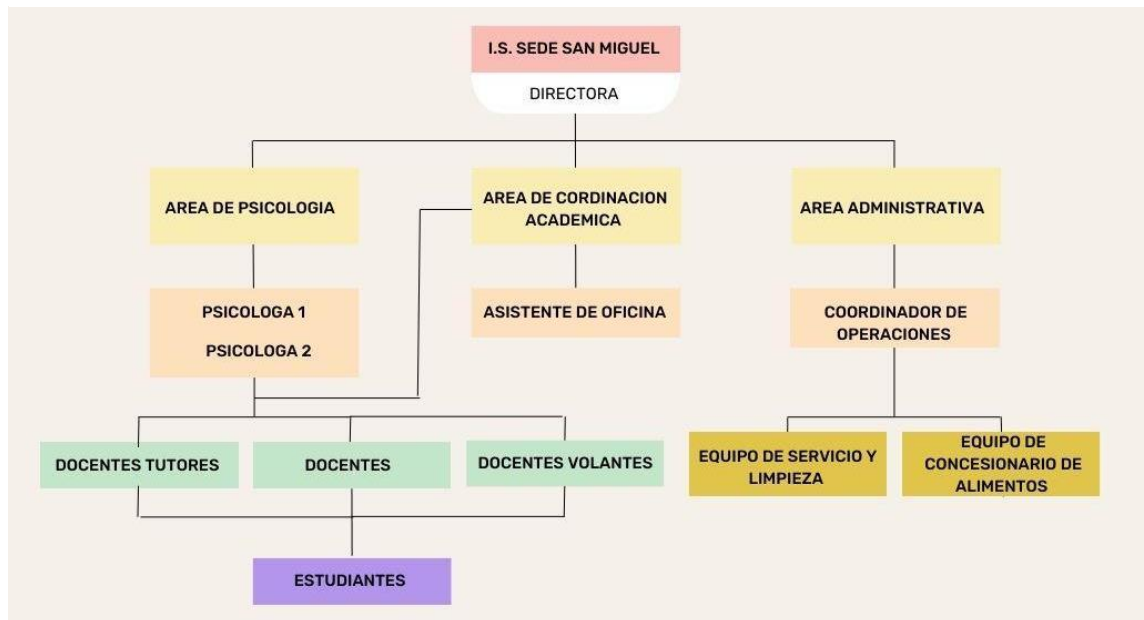 I.S. SEDE SAN MIGUEL
DIRECTORA
AREA DE PSICOLOGIA
AREA DE CORDINACION
ACADEMICA
AREA ADMINISTRATIVA
PSICOLOGA 1
PSICOLOGA 2
ASISTENTE DE OFICINA
COORDINADOR DE
OPERACIONES
DOCENTES TUTORES
DOCENTES
DOCENTES VOLANTES
EQUIPO DE SERVICIO Y
LIMPIEZA
EQUIPO DE
CONCESIONARIO DE
ALIMENTOS
ESTUDIANTES